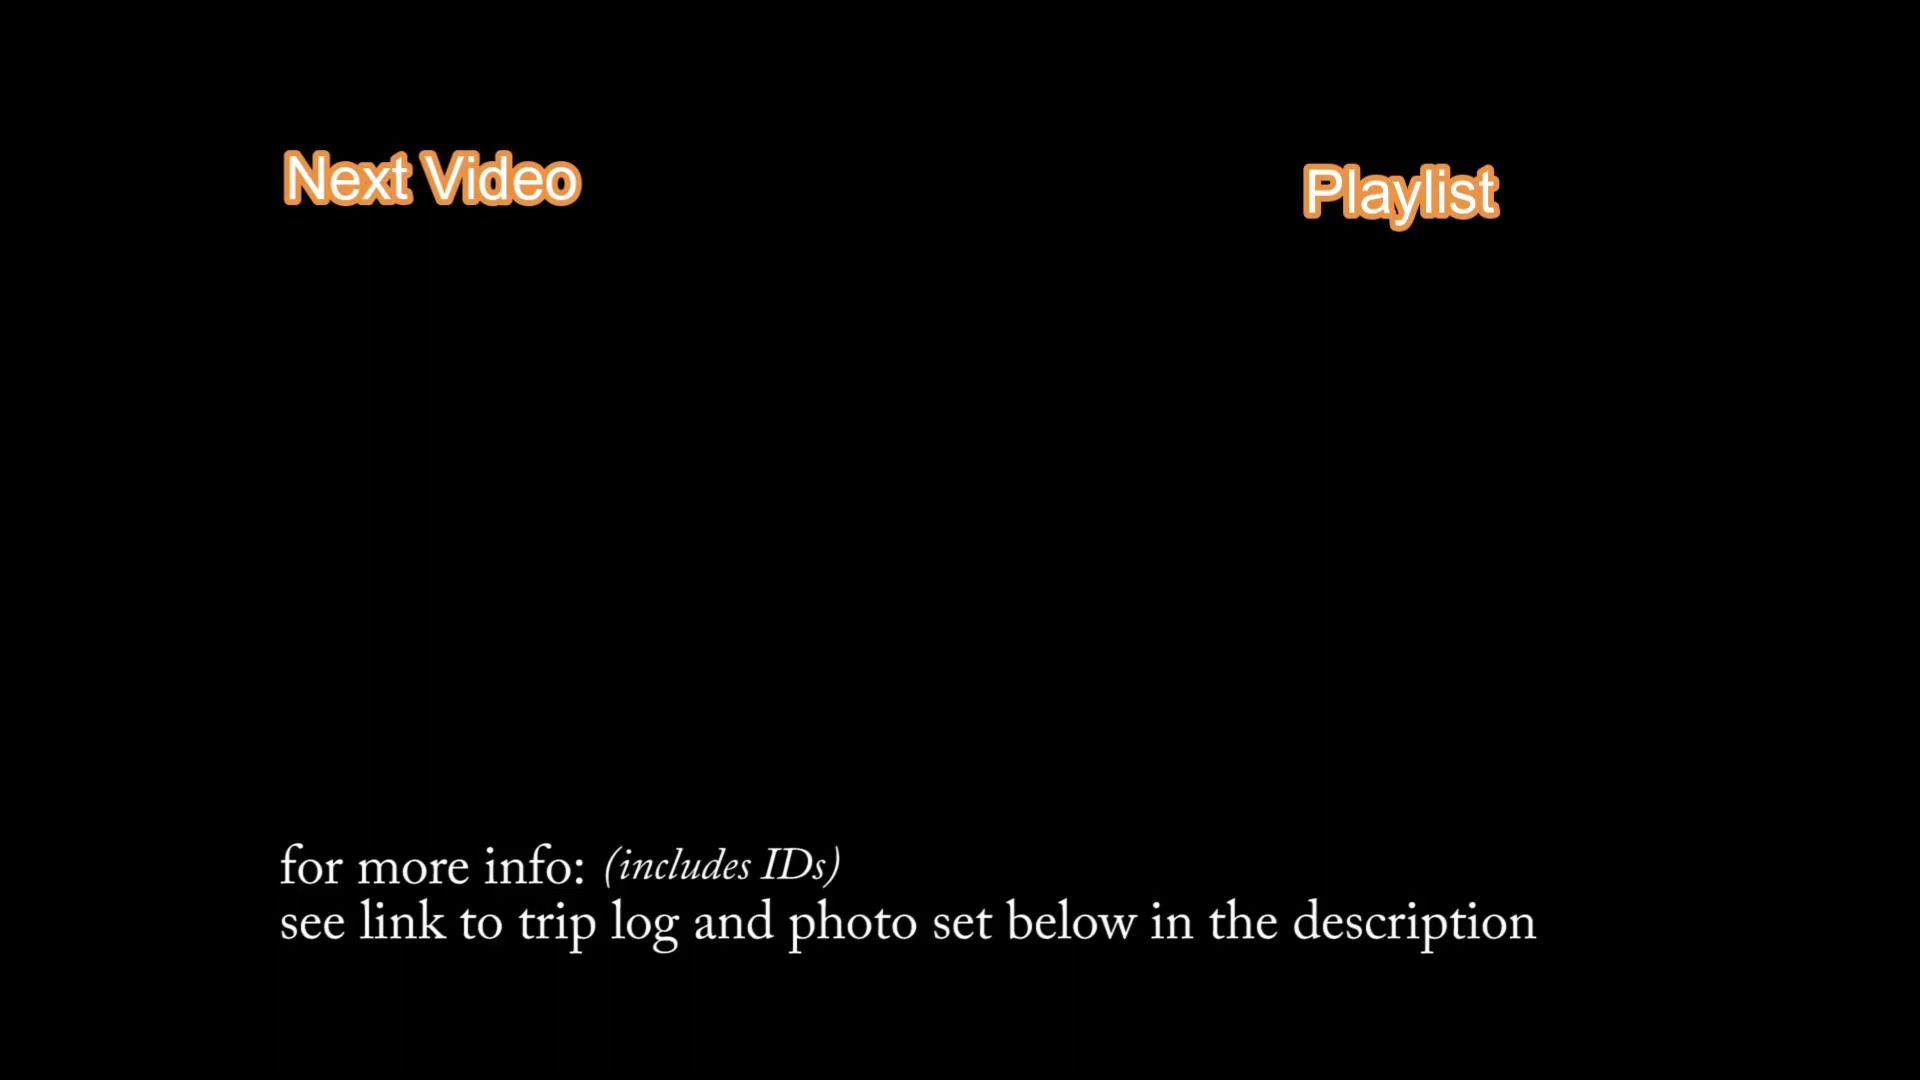 Next Video
Playlist
for more info: (includes IDs)
see link to trip log and photo set below in the description